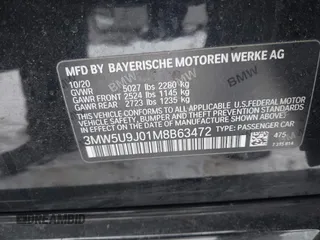 MFD. BY BAYERISCHE MOTOREN WERKE AG
10/20
GVWR 5027 lbs 2280 kg
GAWR FRONT 2524 lbs 1145 kg
GAWR REAR 2723 lbs 1235 kg
THIS VEHICLE CONFORMS TO ALL APPLICABLE U.S. FEDERAL MOTOR
VEHICLE SAFETY, BUMPER, AND THEFT PREVENTION STANDARDS IN
EFFECT ON THE DATE OF MANUFACTURE SHOWN ABOVE.
3MW5U9J01M8B63472
TYPE: PASSENGER CAR
475
DREAMBID